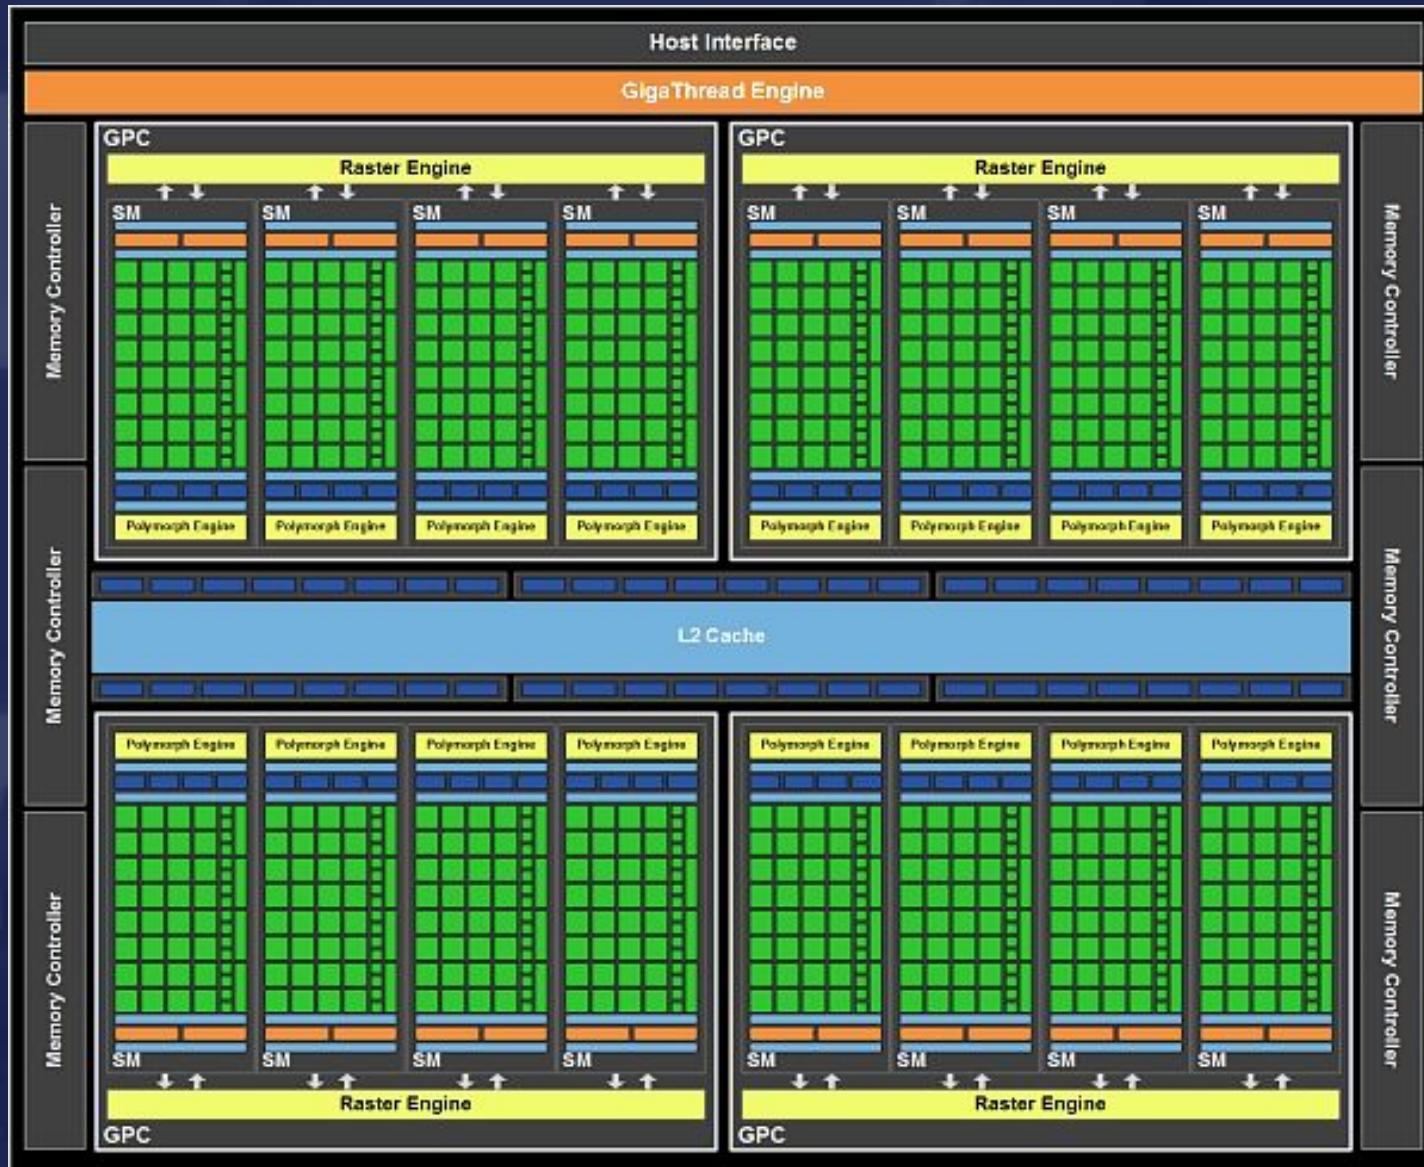 Host Interface
GigaThread Engine
Memory Controller
GPC
Raster Engine
SM SM SM SM
Polymorph Engine Polymorph Engine Polymorph Engine Polymorph Engine
GPC
Raster Engine
SM SM SM SM
Polymorph Engine Polymorph Engine Polymorph Engine Polymorph Engine
Memory Controller
Memory Controller
L2 Cache
Memory Controller
Polymorph Engine Polymorph Engine Polymorph Engine Polymorph Engine
SM SM SM SM
Raster Engine
GPC
Polymorph Engine Polymorph Engine Polymorph Engine Polymorph Engine
SM SM SM SM
Raster Engine
GPC
Memory Controller
Memory Controller